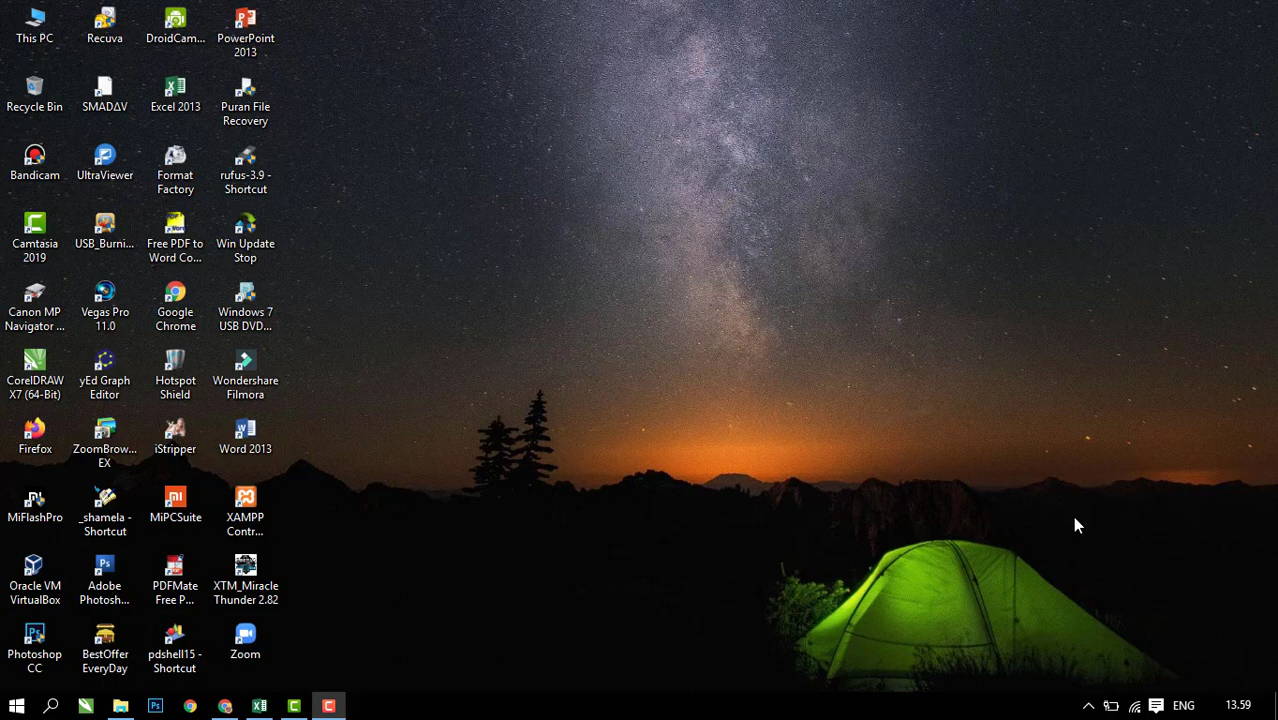 This PC
Recuva
DroidCam...
PowerPoint
2013
Recycle Bin
SMADΔV
Excel 2013
Puran File
Recovery
Bandicam
UltraViewer
Format
Factory
rufus-3.9 -
Shortcut
Camtasia
2019
USB_Burni...
Free PDF to
Word Co...
Win Update
Stop
Canon MP
Navigator ...
Vegas Pro
11.0
Google
Chrome
Windows 7
USB DVD...
CorelDRAW
X7 (64-Bit)
yEd Graph
Editor
Hotspot
Shield
Wondershare
Filmora
Firefox
ZoomBrow...
EX
iStripper
Word 2013
MiFlashPro
_shamela -
Shortcut
MiPCSuite
XAMPP
Contr...
Oracle VM
VirtualBox
Adobe
Photosh...
PDFMate
Free P...
XTM_Miracle
Thunder 2.82
Photoshop
CC
BestOffer
EveryDay
pdshell15 -
Shortcut
Zoom
ENG
13.59